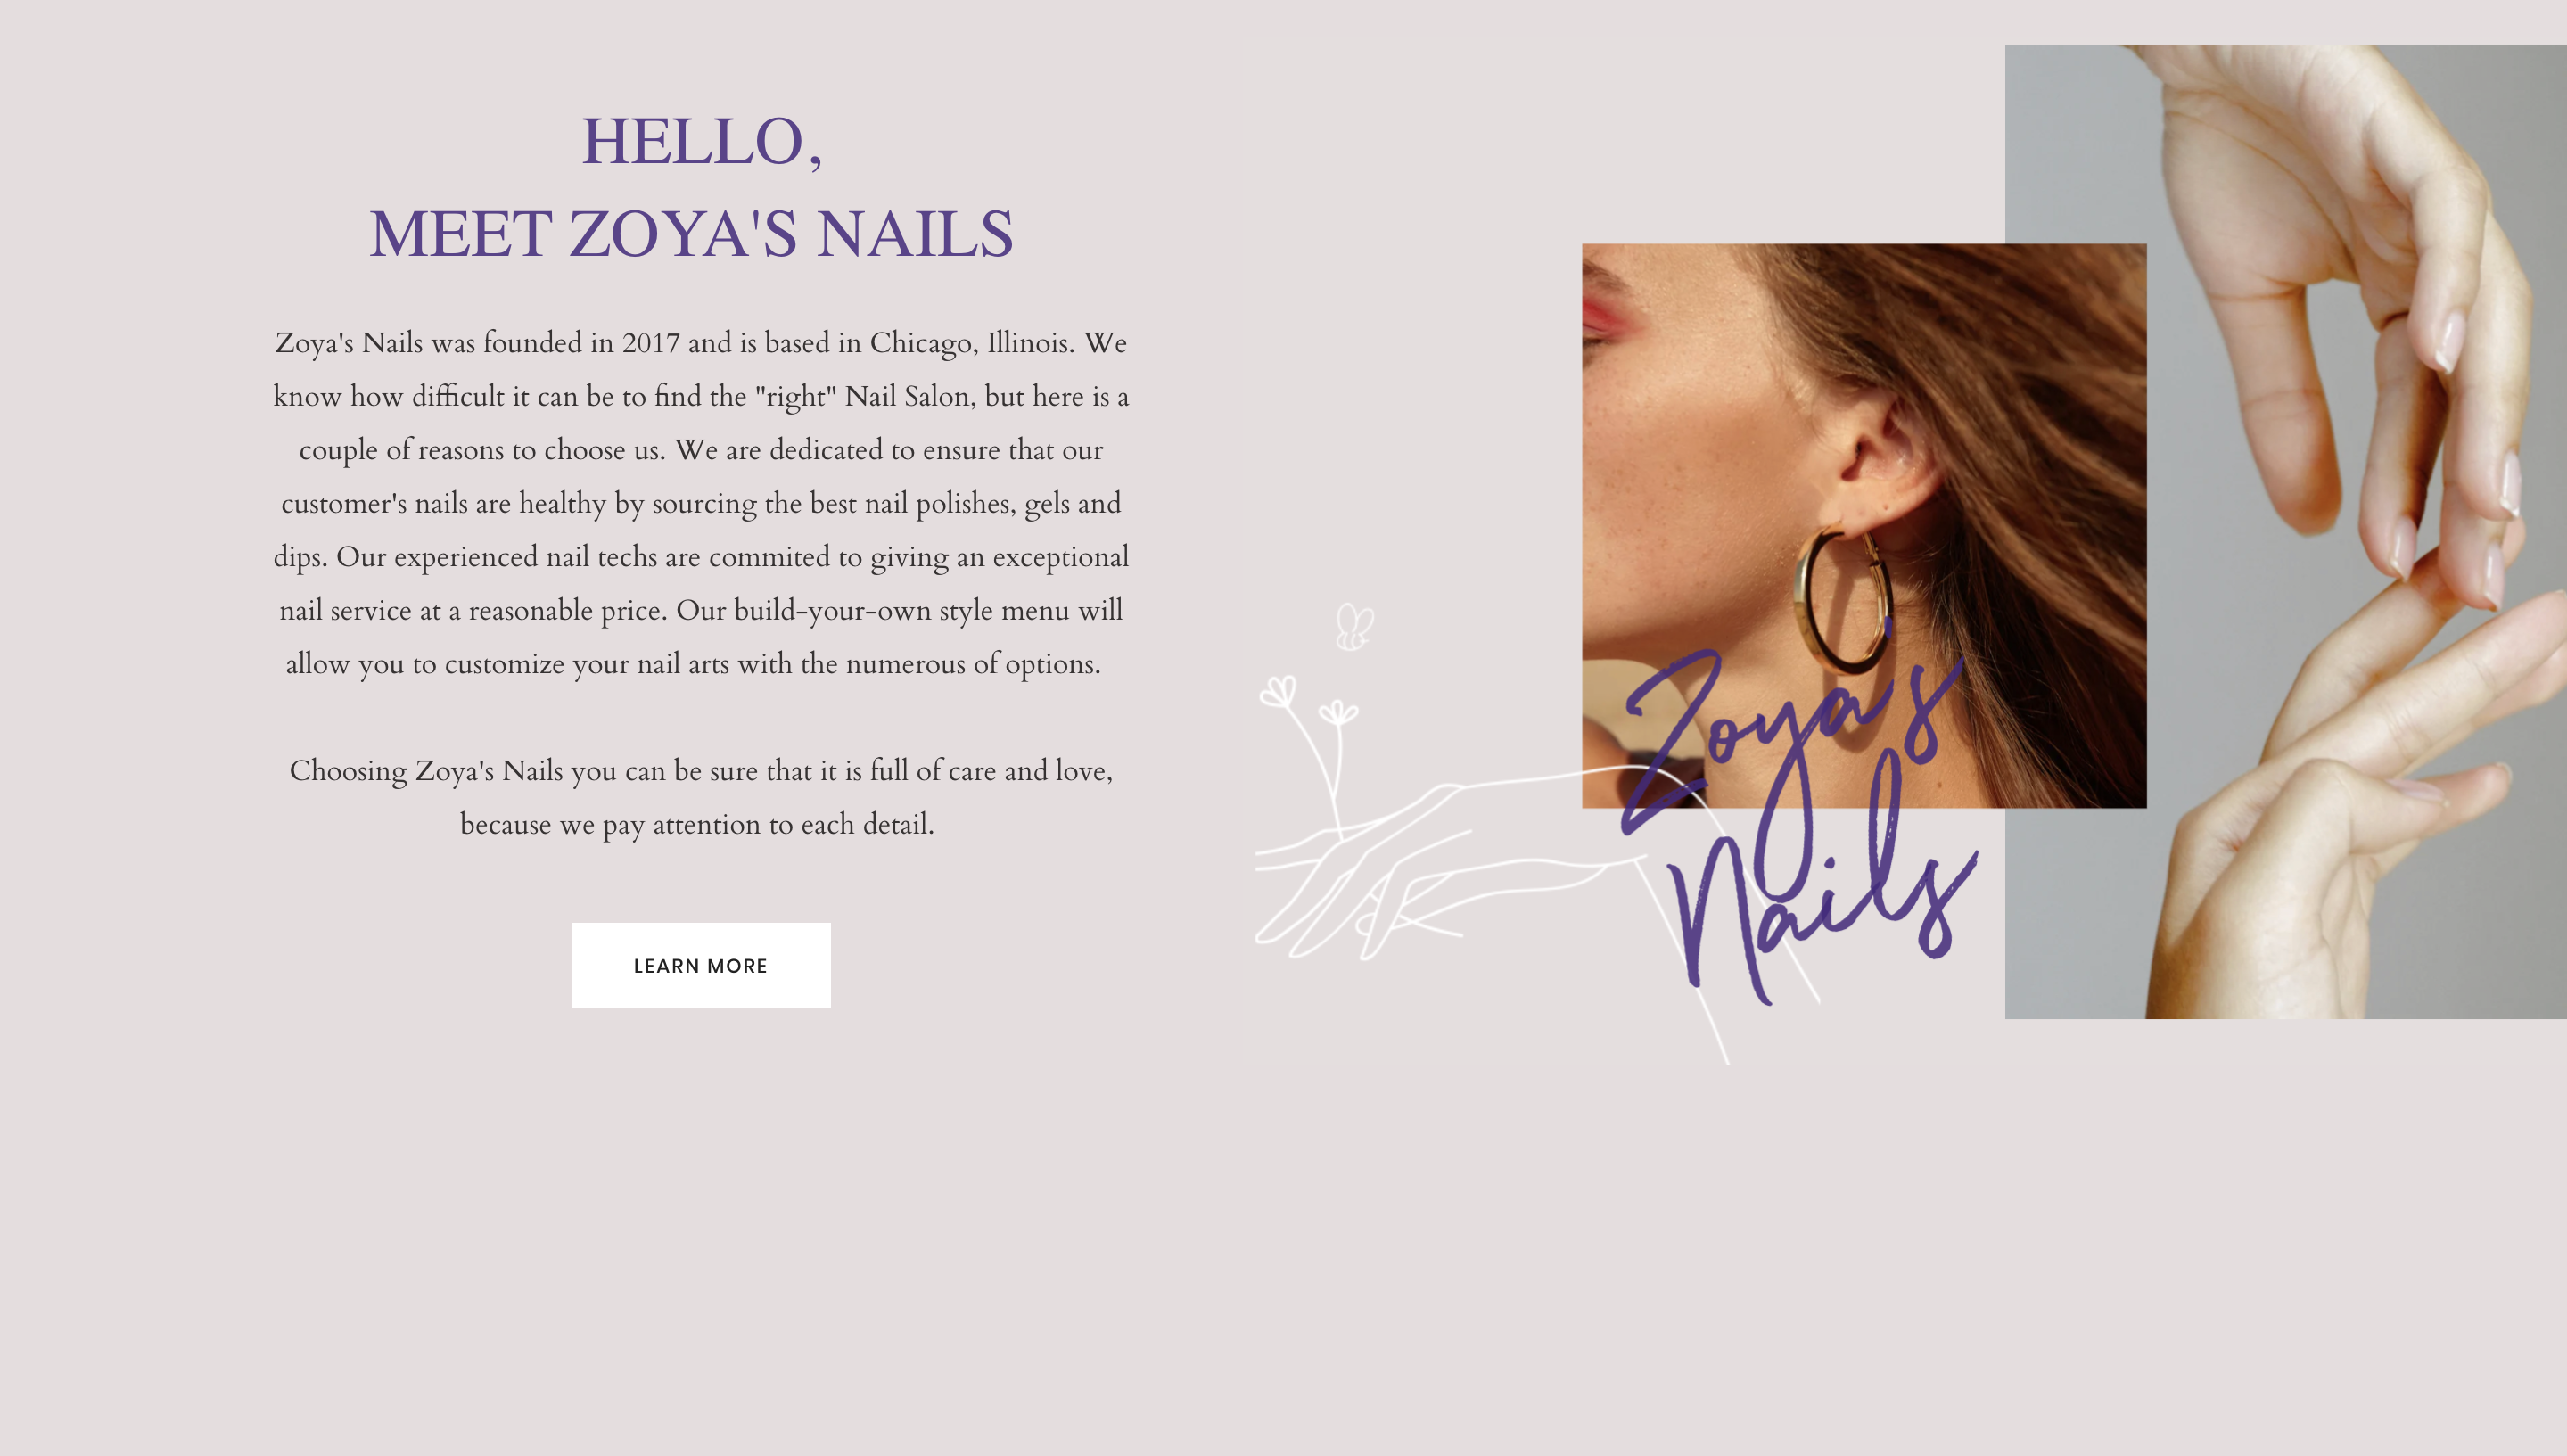 HELLO,
MEET ZOYA'S NAILS
Zoya's Nails was founded in 2017 and is based in Chicago, Illinois. We
know how difficult it can be to find the "right" Nail Salon, but here is a
couple of reasons to choose us. We are dedicated to ensure that our
customer's nails are healthy by sourcing the best nail polishes, gels and
dips. Our experienced nail techs are commited to giving an exceptional
nail service at a reasonable price. Our build-your-own style menu will
allow you to customize your nail arts with the numerous of options.
Choosing Zoya's Nails you can be sure that it is full of care and love,
because we pay attention to each detail.
LEARN MORE
Zoya's
Nails